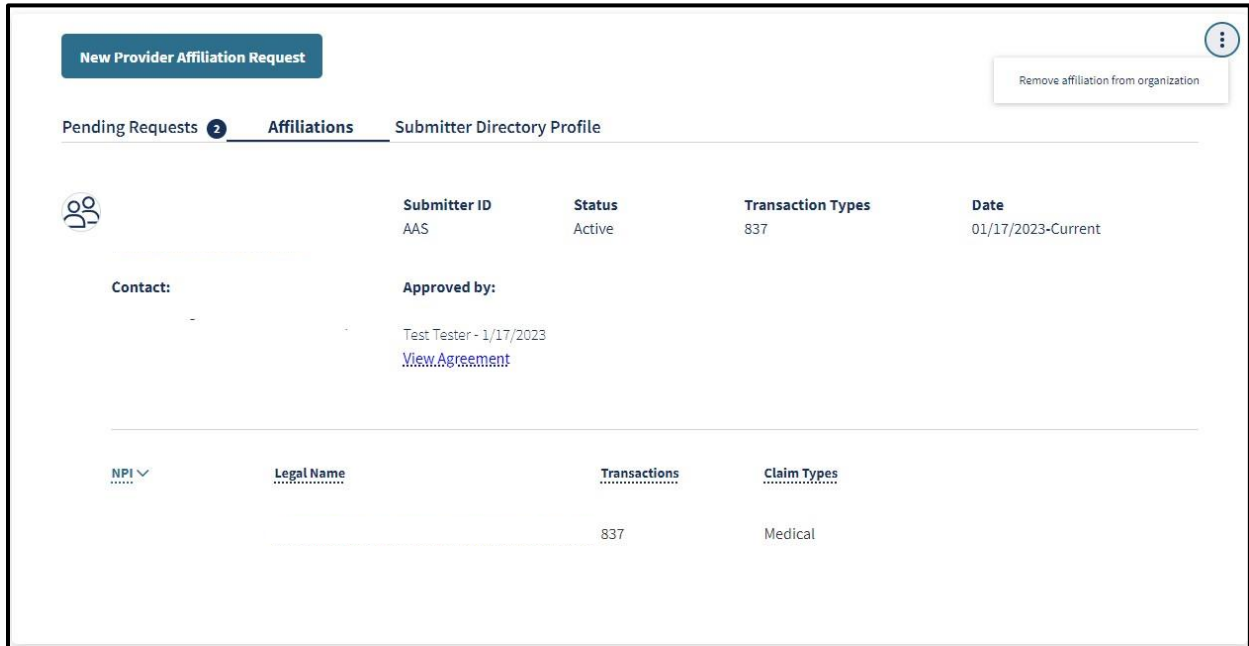 New Provider Affiliation Request
Remove affiliation from organization
Pending Requests 2 Affiliations Submitter Directory Profile
Submitter ID Status Transaction Types Date
AAS Active 837 01/17/2023-Current
Contact: Approved by:
Test Tester - 1/17/2023
View Agreement
NPI Legal Name Transactions Claim Types
837 Medical